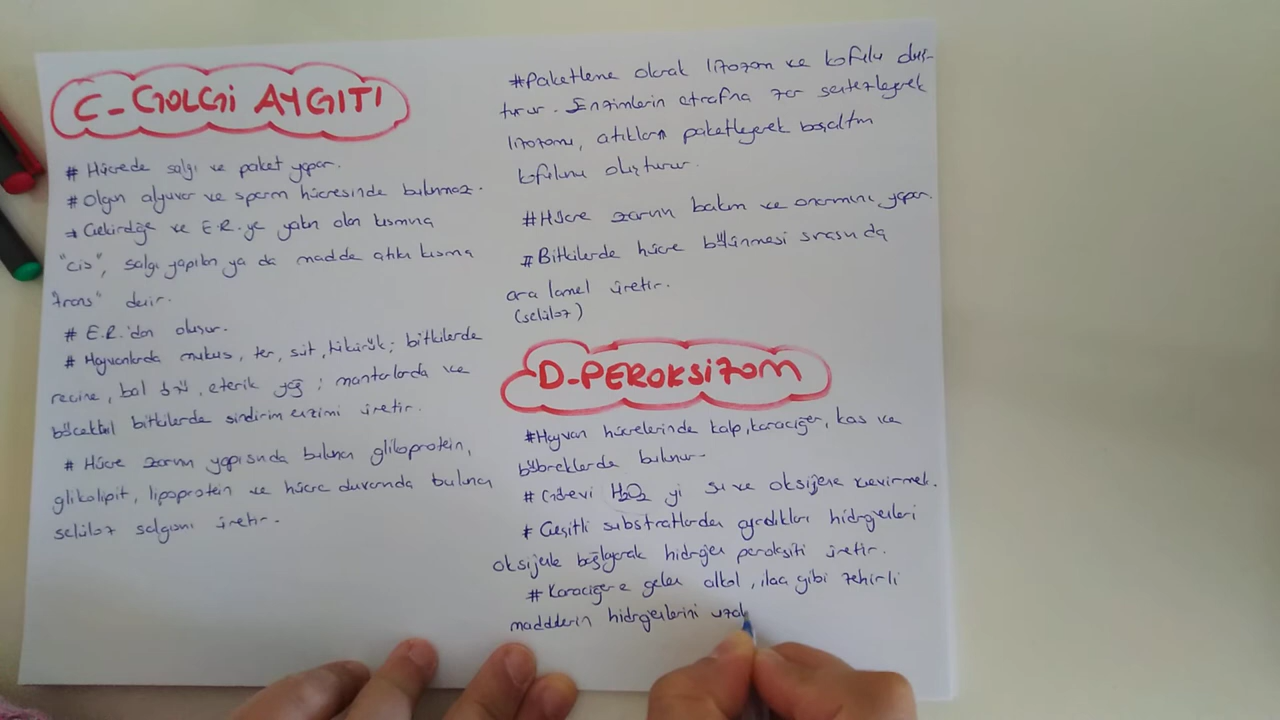 C-GOLGİ AYGITI
# Hücrede salgı ve paket yapar.
# Olgun alyuvar ve sperm hücresinde bulunmaz.
→ Çekirdeğe ve E.R.ye yakın olan kısmına
"cis", salgı yapılan ya da madde atılan kısma
"trans" denir.
# E.R.'den oluşur.
# Hayvanlarda mukus, ter, süt, tükürük; bitkilerde
reçine, bal özü, eterik yağ; mantarlarda ve
böcekçil bitkilerde sindirim enzimi üretir.
# Hücre zarının yapısında bulunan glikoprotein,
glikolipit, lipoprotein ve hücre duvarında bulunan
selüloz salgısını üretir.
#Paketleme olarak lizozom ve kofulu oluş-
turur. Enzimlerin etrafına zar sentezleyerek
lizozomu, atıkları paketleyerek boşaltım
kofulunu oluşturur.
#Hücre zarının bakım ve onarımını yapar.
#Bitkilerde hücre bölünmesi sırasında
ara lamel üretir.
(selüloz)
D-PEROKSİZOM
#Hayvan hücrelerinde kalp, karaciğer, kas ve
böbreklerde bulunur.
# Görevi H₂O₂ yi su ve oksijene çevirmek.
# Çeşitli substratlardan ayırdıkları hidrojenleri
oksijenle bağlayarak hidrojen peroksiti üretir.
# Karaciğere gelen alkol, ilaç gibi zehirli
maddelerin hidrojenlerini uzak